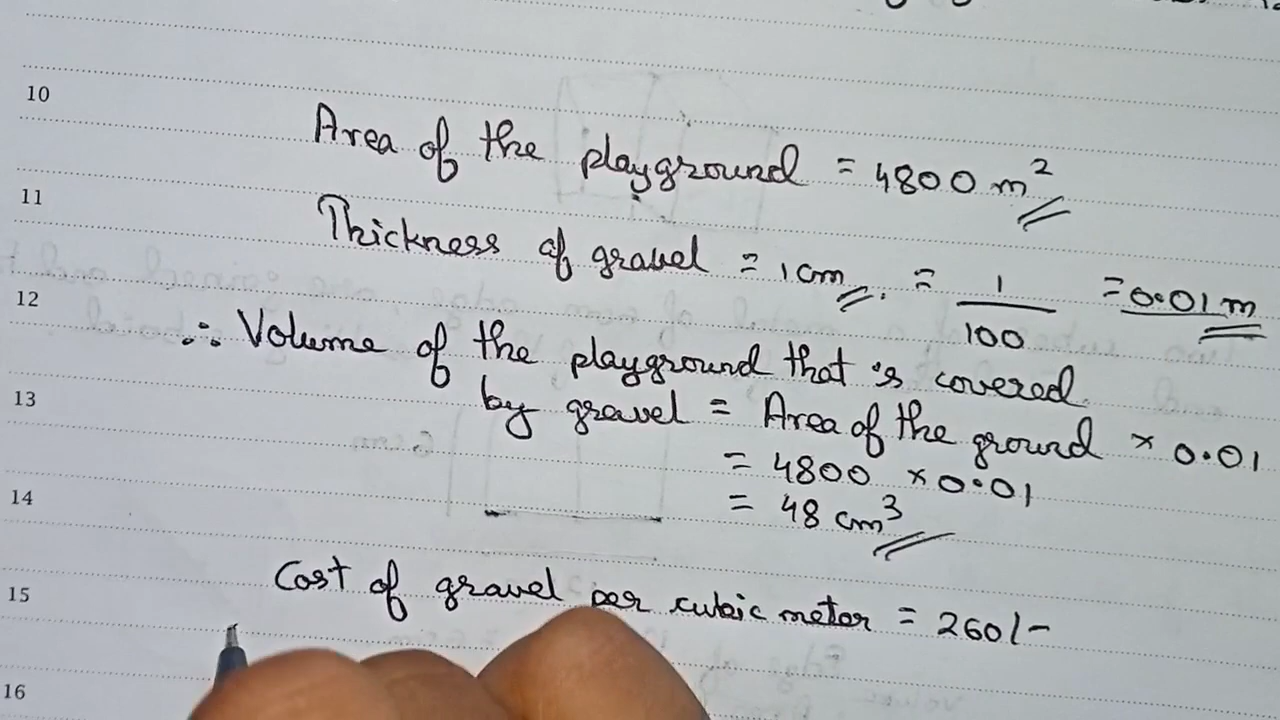 10
Area of the playground = 4800 m²
11
Thickness of gravel = 1 cm. = 1/100 = 0.01 m
12
∴ Volume of the playground that is covered
13
by gravel = Area of the ground × 0.01
= 4800 × 0.01
14
= 48 cm³
Cost of gravel per cubic meter = 260/-
15
16